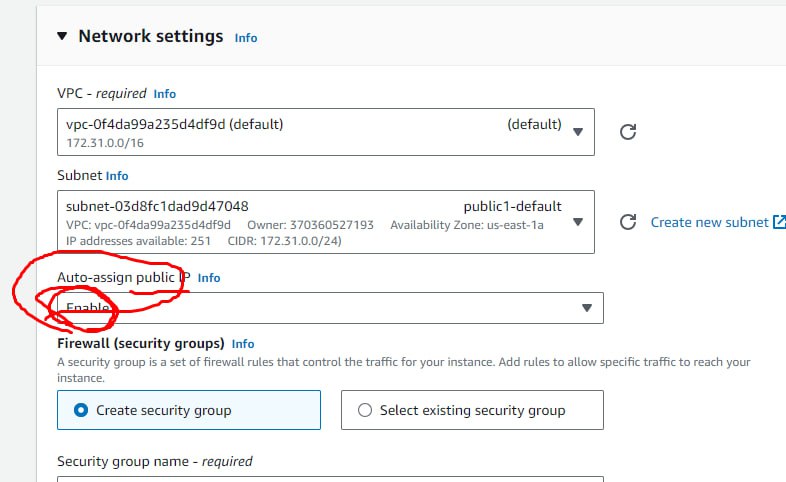 ▼ Network settings Info
VPC - required Info
vpc-0f4da99a235d4df9d (default) (default)
172.31.0.0/16
Subnet Info
subnet-03d8fc1dad9d47048 public1-default
VPC: vpc-0f4da99a235d4df9d Owner: 370360527193 Availability Zone: us-east-1a
IP addresses available: 251 CIDR: 172.31.0.0/24)
Create new subnet
Auto-assign public IP Info
Enable
Firewall (security groups) Info
A security group is a set of firewall rules that control the traffic for your instance. Add rules to allow specific traffic to reach your
instance.
Create security group
Select existing security group
Security group name - required